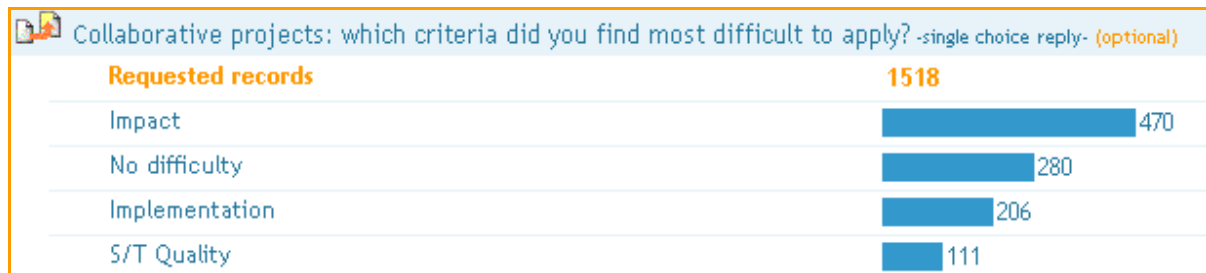 Collaborative projects: which criteria did you find most difficult to apply? -single choice reply- (optional)
Requested records 1518
Impact 470
No difficulty 280
Implementation 206
S/T Quality 111